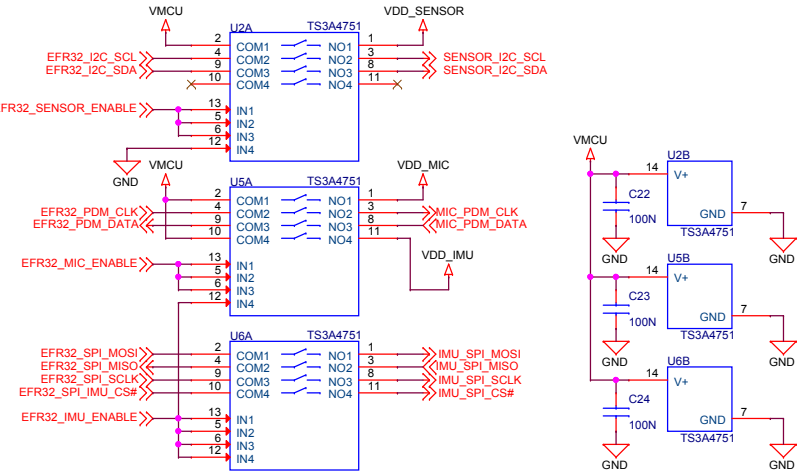 VMCU VDD_SENSOR
U2A TS3A4751
2 COM1 NO1 1
EFR32_I2C_SCL 4 COM2 NO2 3 SENSOR_I2C_SCL
EFR32_I2C_SDA 9 COM3 NO3 8 SENSOR_I2C_SDA
10 COM4 NO4 11
FR32_SENSOR_ENABLE 13 IN1
5 IN2
6 IN3
12 IN4
GND
VMCU VDD_MIC
U5A TS3A4751
2 COM1 NO1 1
EFR32_PDM_CLK 4 COM2 NO2 3 MIC_PDM_CLK
EFR32_PDM_DATA 9 COM3 NO3 8 MIC_PDM_DATA
10 COM4 NO4 11
VDD_IMU
EFR32_MIC_ENABLE 13 IN1
5 IN2
6 IN3
12 IN4
U6A TS3A4751
EFR32_SPI_MOSI 2 COM1 NO1 1 IMU_SPI_MOSI
EFR32_SPI_MISO 4 COM2 NO2 3 IMU_SPI_MISO
EFR32_SPI_SCLK 9 COM3 NO3 8 IMU_SPI_SCLK
EFR32_SPI_IMU_CS# 10 COM4 NO4 11 IMU_SPI_CS#
EFR32_IMU_ENABLE 13 IN1
5 IN2
6 IN3
12 IN4
VMCU
U2B
14 V+
C22
100N
GND 7
TS3A4751
GND GND
U5B
14 V+
C23
100N
GND 7
TS3A4751
GND GND
U6B
14 V+
C24
100N
GND 7
TS3A4751
GND GND